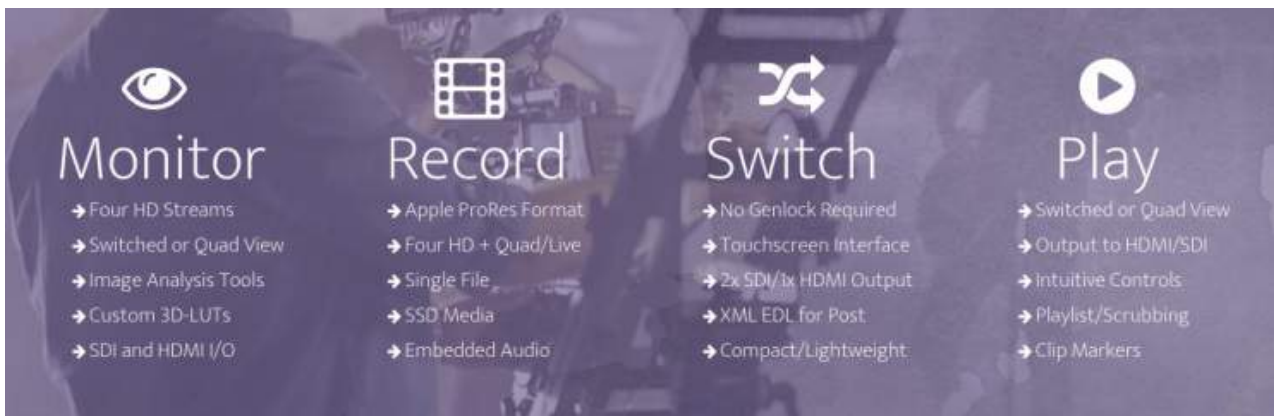 Monitor
Four HD Streams
Switched or Quad View
Image Analysis Tools
Custom 3D-LUTs
SDI and HDMI I/O
Record
Apple ProRes Format
Four HD + Quad/Live
Single File
SSD Media
Embedded Audio
Switch
No Genlock Required
Touchscreen Interface
2x SDI/1x HDMI Output
XML EDL for Post
Compact/Lightweight
Play
Switched or Quad View
Output to HDMI/SDI
Intuitive Controls
Playlist/Scrubbing
Clip Markers